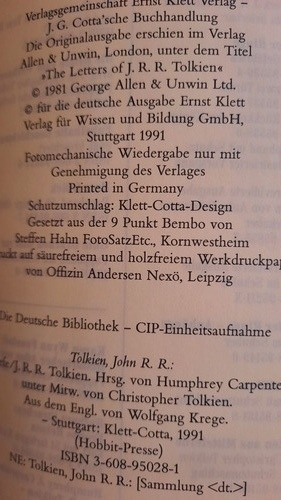 Verlagsgemeinschaft Ernst Klett Verlag –
J. G. Cotta'sche Buchhandlung
Die Originalausgabe erschien im Verlag
Allen & Unwin, London, unter dem Titel
»The Letters of J. R. R. Tolkien«
© 1981 George Allen & Unwin Ltd.
© für die deutsche Ausgabe Ernst Klett
Verlag für Wissen und Bildung GmbH,
Stuttgart 1991
Fotomechanische Wiedergabe nur mit
Genehmigung des Verlages
Printed in Germany
Schutzumschlag: Klett-Cotta-Design
Gesetzt aus der 9 Punkt Bembo von
Steffen Hahn FotoSatzEtc., Kornwestheim
uckt auf säurefreiem und holzfreiem Werkdruckpap
von Offizin Andersen Nexö, Leipzig
Die Deutsche Bibliothek – CIP-Einheitsaufnahme
Tolkien, John R. R.:
efe/J. R. R. Tolkien. Hrsg. von Humphrey Carpente
unter Mitw. von Christopher Tolkien.
Aus dem Engl. von Wolfgang Krege.
– Stuttgart: Klett-Cotta, 1991
(Hobbit-Presse)
ISBN 3-608-95028-1
NE: Tolkien, John R. R.: [Sammlung <dt.>]